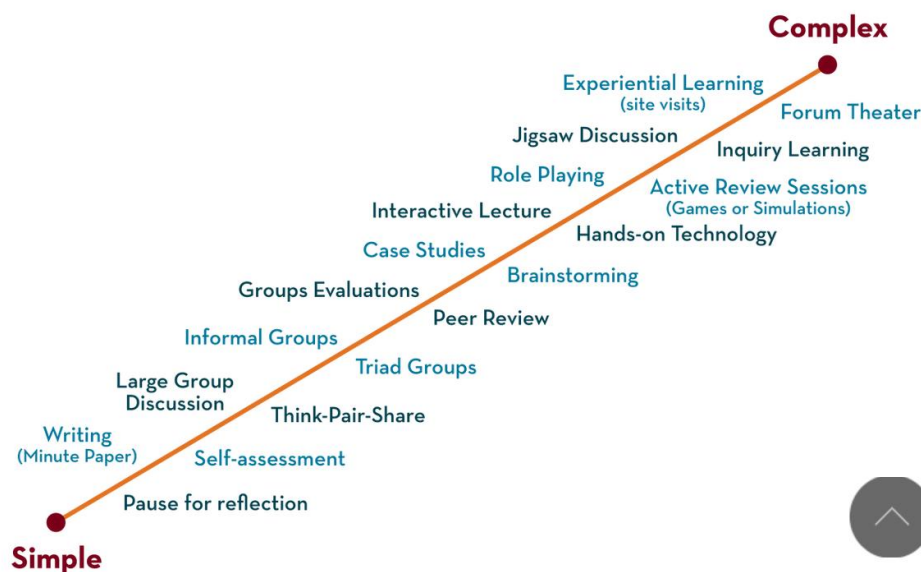 Complex
Experiential Learning
(site visits)
Forum Theater
Jigsaw Discussion
Inquiry Learning
Role Playing
Active Review Sessions
(Games or Simulations)
Interactive Lecture
Hands-on Technology
Case Studies
Brainstorming
Groups Evaluations
Peer Review
Informal Groups
Triad Groups
Large Group
Discussion
Think-Pair-Share
Writing
(Minute Paper)
Self-assessment
Pause for reflection
Simple